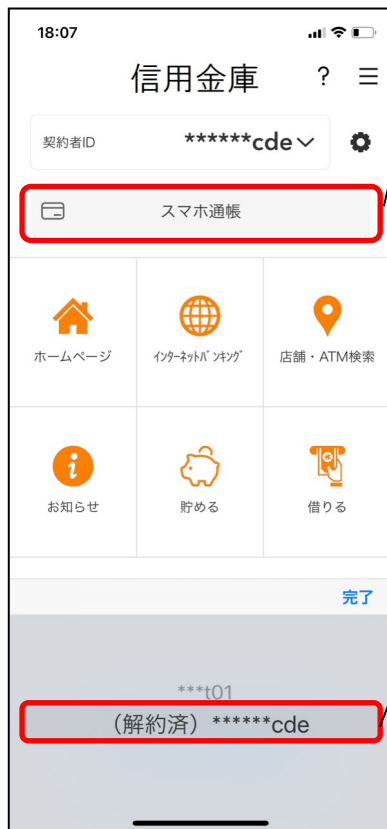 18:07
信用金庫 ?
契約者ID ******cde
スマホ通帳
ホームページ インターネットバンキング 店舗・ATM検索
お知らせ 貯める 借りる
完了
***t01
（解約済）******cde